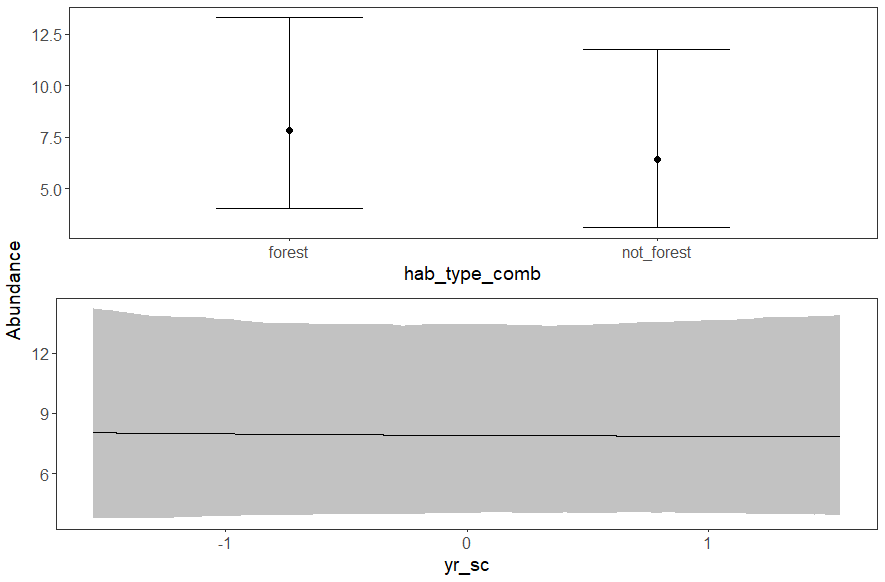 12.5
10.0
7.5
5.0
forest not_forest
hab_type_comb
Abundance
12
9
6
-1 0 1
yr_sc